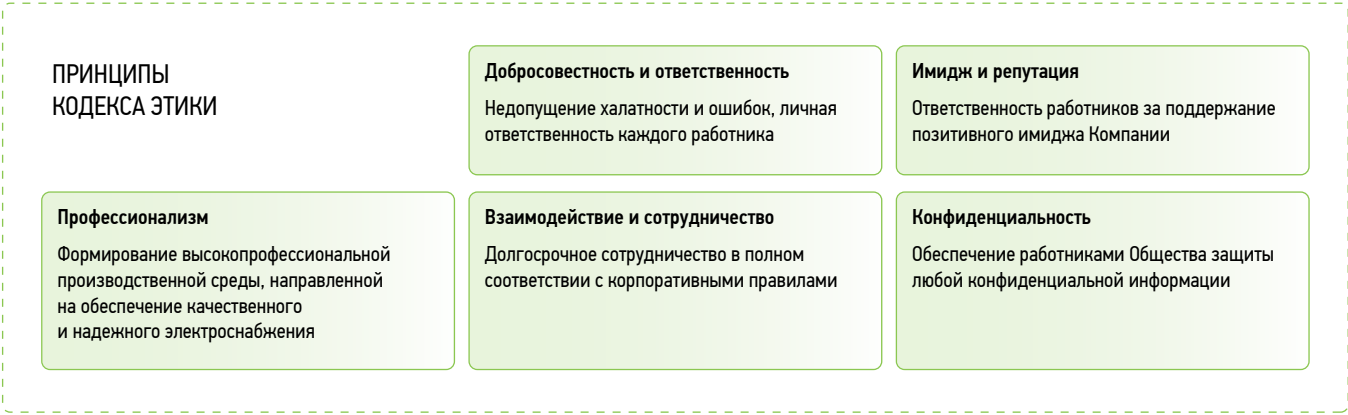 ПРИНЦИПЫ
КОДЕКСА ЭТИКИ
Добросовестность и ответственность
Недопущение халатности и ошибок, личная
ответственность каждого работника
Имидж и репутация
Ответственность работников за поддержание
позитивного имиджа Компании
Профессионализм
Формирование высокопрофессиональной
производственной среды, направленной
на обеспечение качественного
и надежного электроснабжения
Взаимодействие и сотрудничество
Долгосрочное сотрудничество в полном
соответствии с корпоративными правилами
Конфиденциальность
Обеспечение работниками Общества защиты
любой конфиденциальной информации